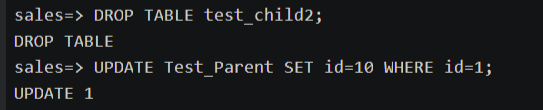 sales=> DROP TABLE test_child2;
DROP TABLE
sales=> UPDATE Test_Parent SET id=10 WHERE id=1;
UPDATE 1